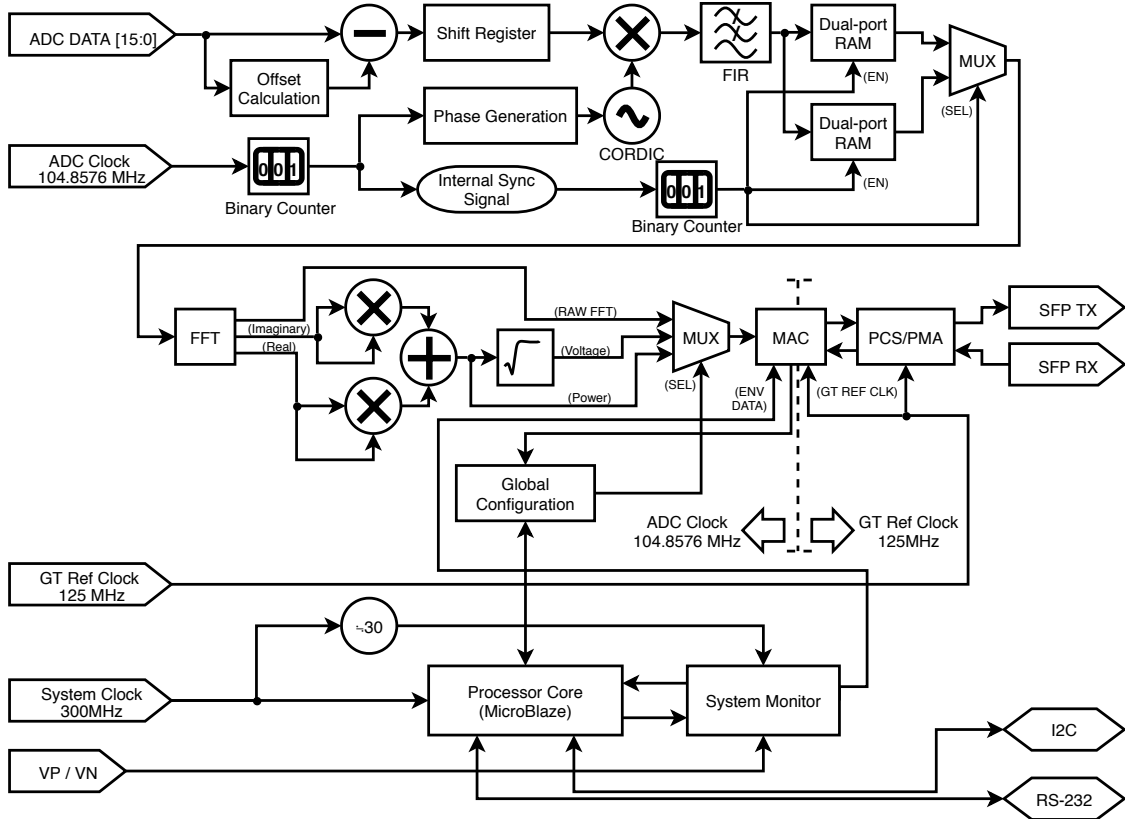 ADC DATA [15:0]
Offset
Calculation
Shift Register
FIR
Dual-port
RAM
(EN)
MUX
(SEL)
Phase Generation
CORDIC
Dual-port
RAM
(EN)
ADC Clock
104.8576 MHz
001
Binary Counter
Internal Sync
Signal
001
Binary Counter
FFT
(Imaginary)
(Real)
(RAW FFT)
(Voltage)
(Power)
MUX
(SEL)
MAC
(ENV
DATA)
PCS/PMA
(GT REF CLK)
SFP TX
SFP RX
Global
Configuration
ADC Clock
104.8576 MHz
GT Ref Clock
125MHz
GT Ref Clock
125 MHz
÷30
System Clock
300MHz
Processor Core
(MicroBlaze)
System Monitor
VP / VN
I2C
RS-232